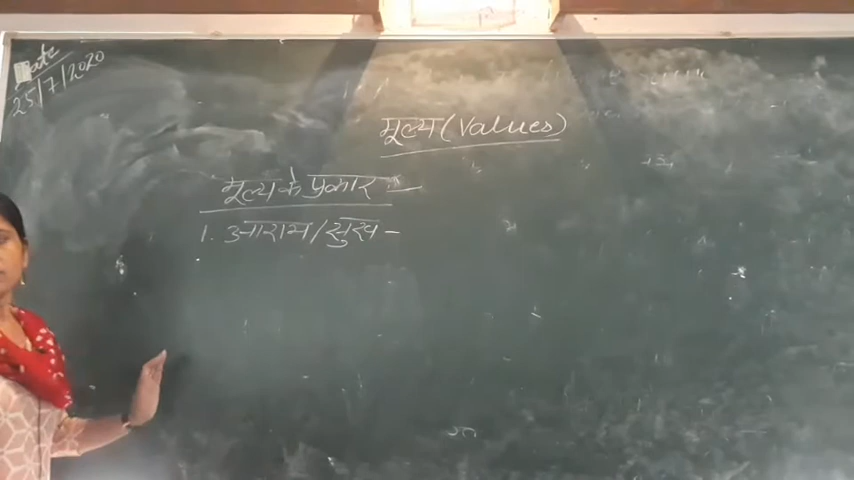 Date
25/7/2020
मूल्य (Values)
मूल्य के प्रकार -
1. आराम/सुख -